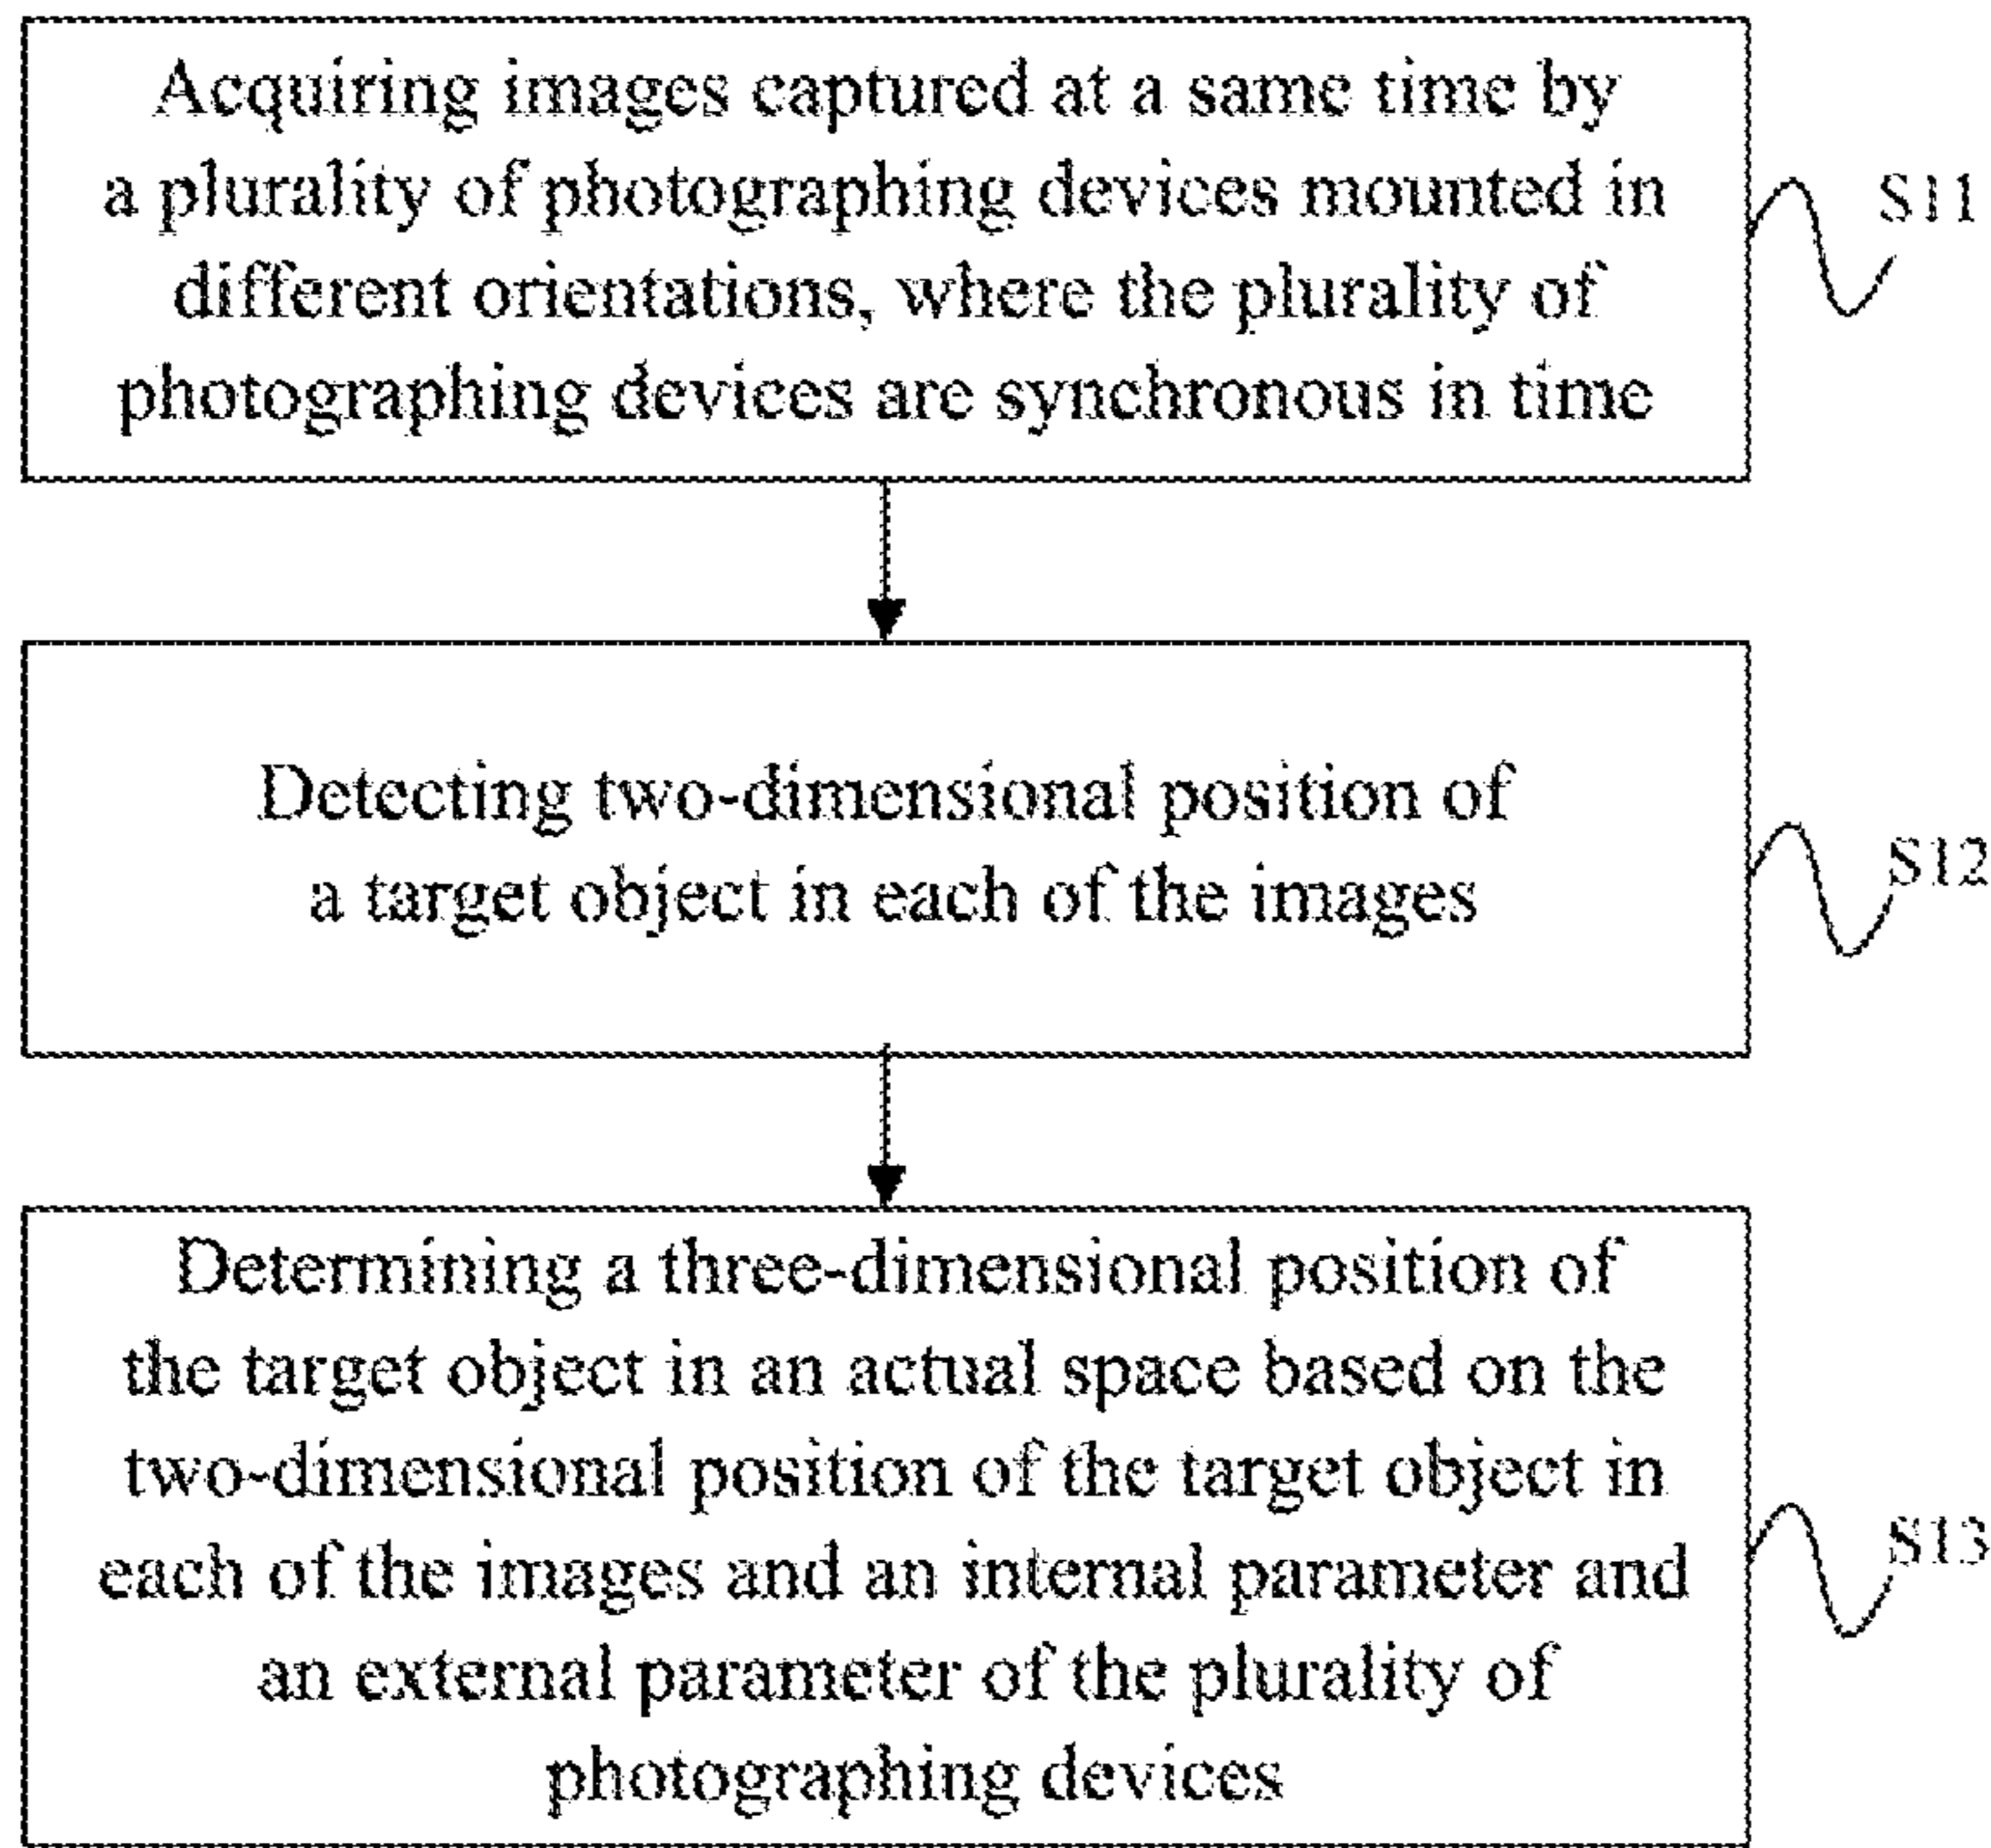 Acquiring images captured at a same time by
a plurality of photographing devices mounted in
different orientations, where the plurality of
photographing devices are synchronous in time
S11
Detecting two-dimensional position of
a target object in each of the images
S12
Determining a three-dimensional position of
the target object in an actual space based on the
two-dimensional position of the target object in
each of the images and an internal parameter and
an external parameter of the plurality of
photographing devices
S13